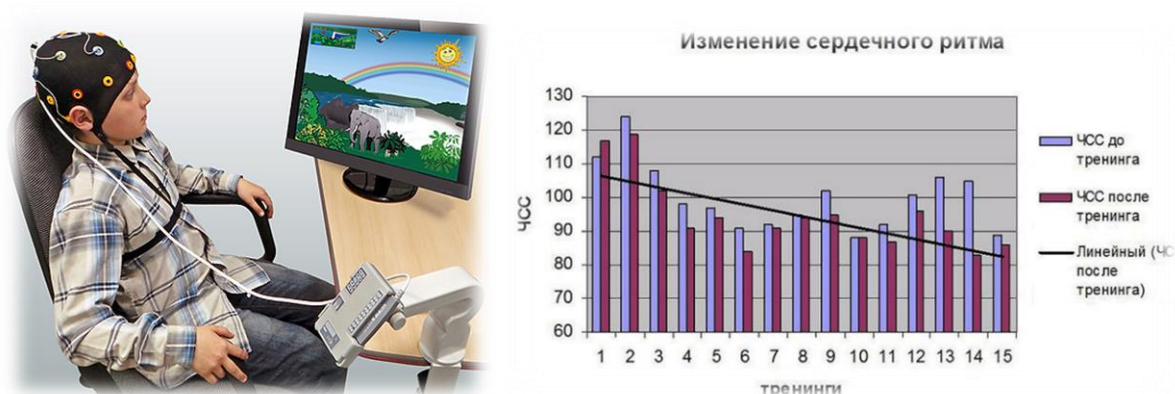 Изменение сердечного ритма
130
120
110
100
90
80
70
60
ЧСС
1 2 3 4 5 6 7 8 9 10 11 12 13 14 15
тренинги
ЧСС до
тренинга
ЧСС после
тренинга
Линейный (ЧС
после
тренинга)